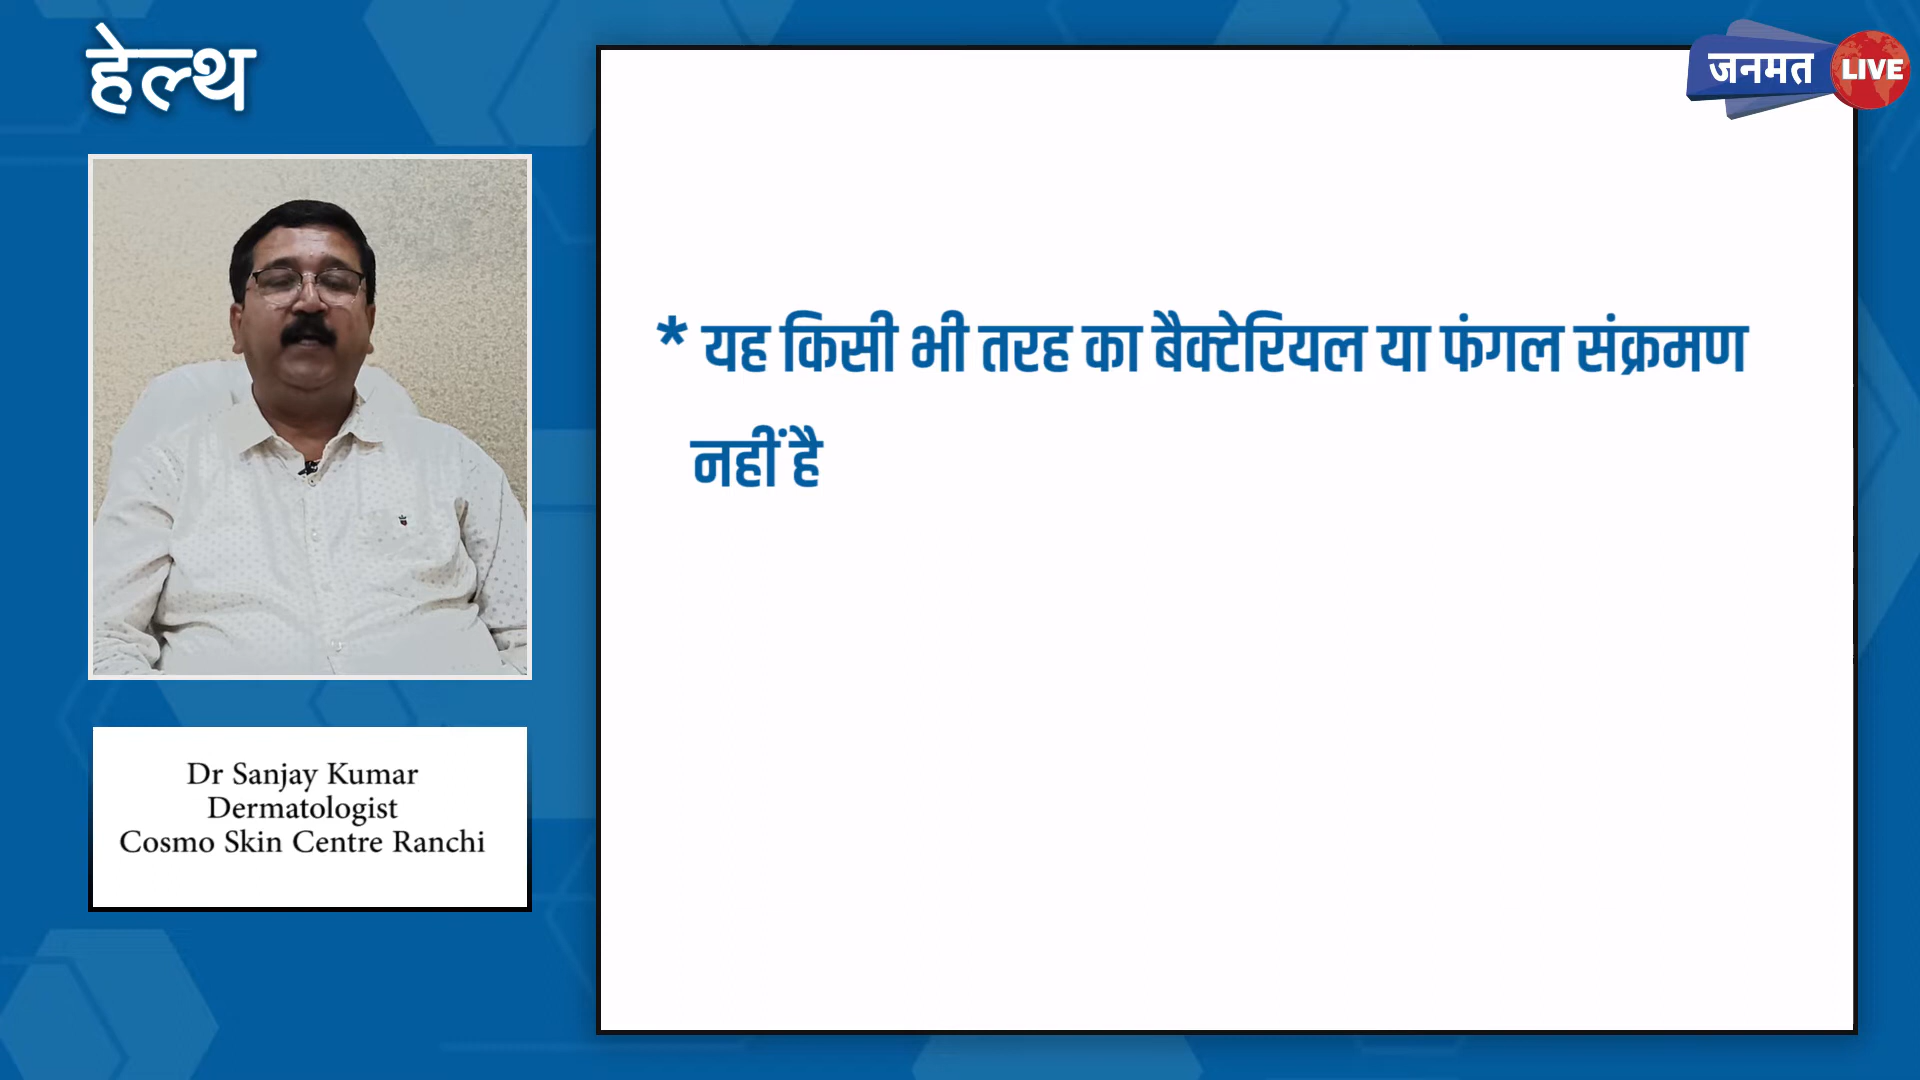 हेल्थ
जनमत LIVE
* यह किसी भी तरह का बैक्टेरियल या फंगल संक्रमण
नहीं है
Dr Sanjay Kumar
Dermatologist
Cosmo Skin Centre Ranchi